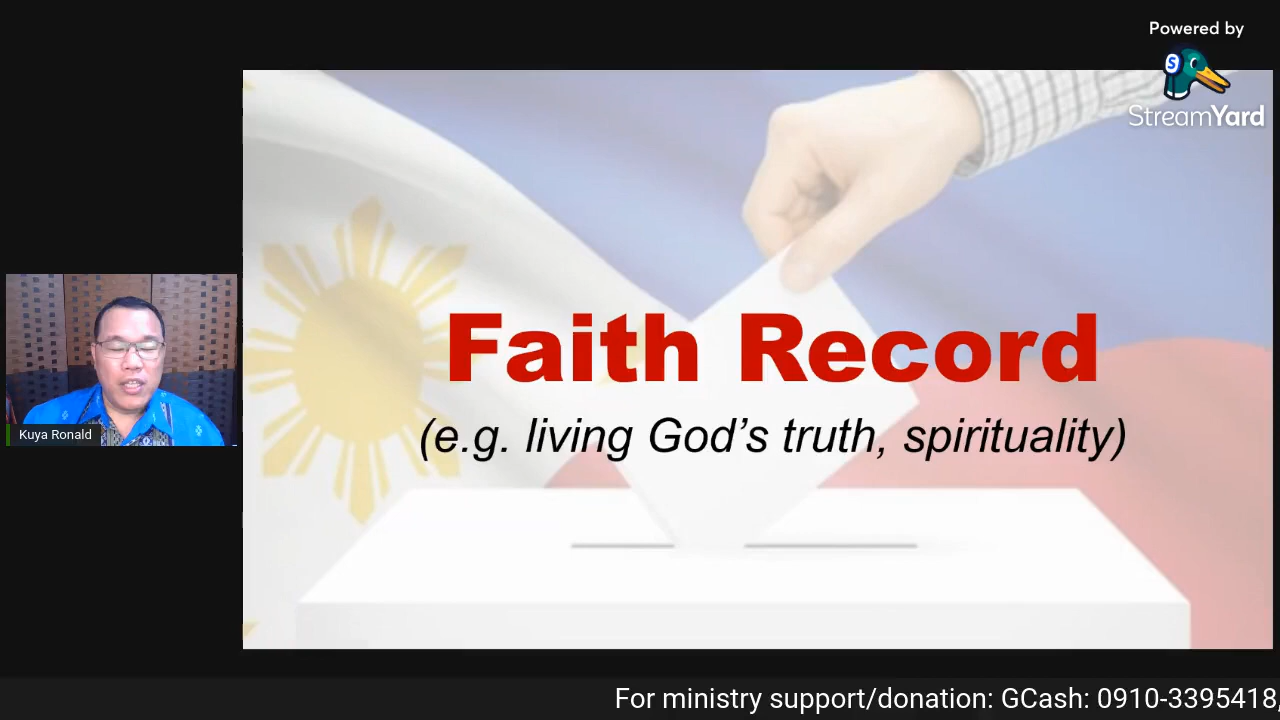 Powered by
StreamYard
Faith Record
(e.g. living God's truth, spirituality)
Kuya Ronald
For ministry support/donation: GCash: 0910-3395418,